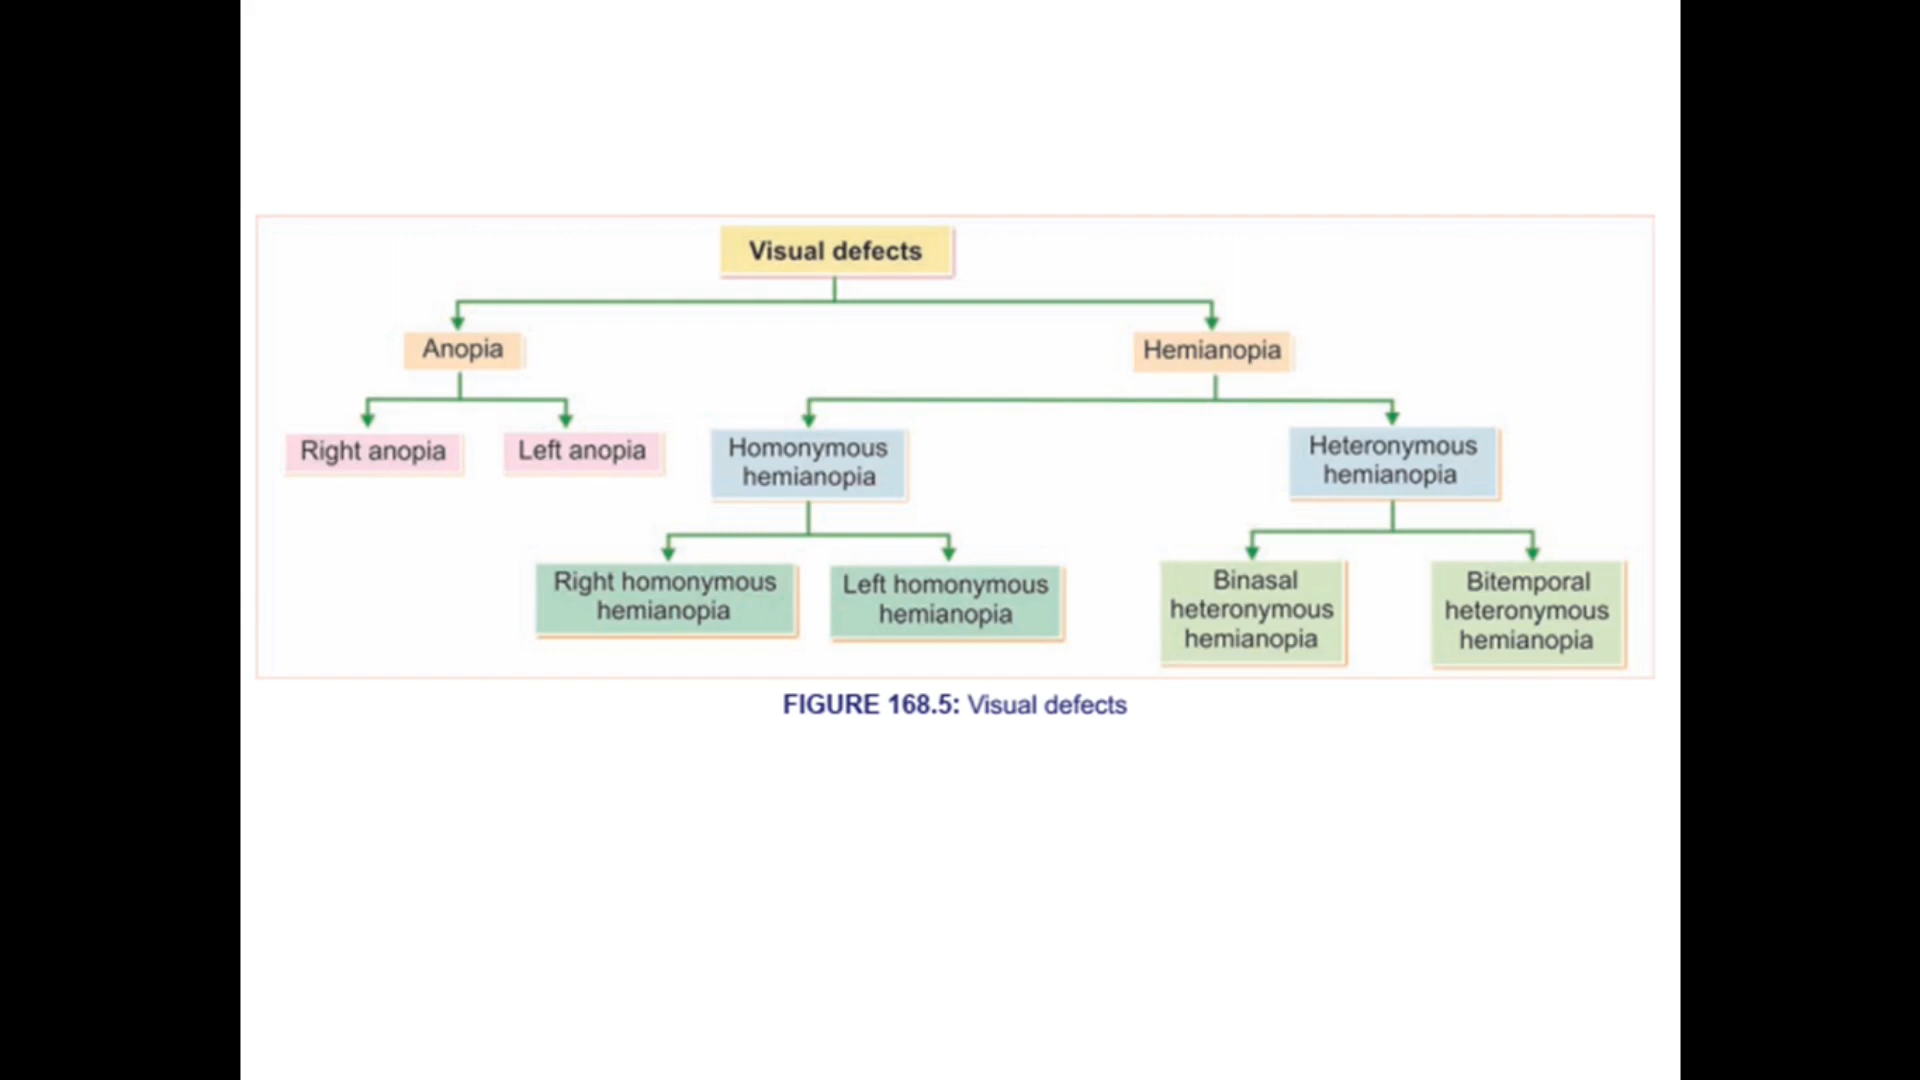 Visual defects
Anopia
Hemianopia
Right anopia
Left anopia
Homonymous
hemianopia
Heteronymous
hemianopia
Right homonymous
hemianopia
Left homonymous
hemianopia
Binasal
heteronymous
hemianopia
Bitemporal
heteronymous
hemianopia
FIGURE 168.5: Visual defects